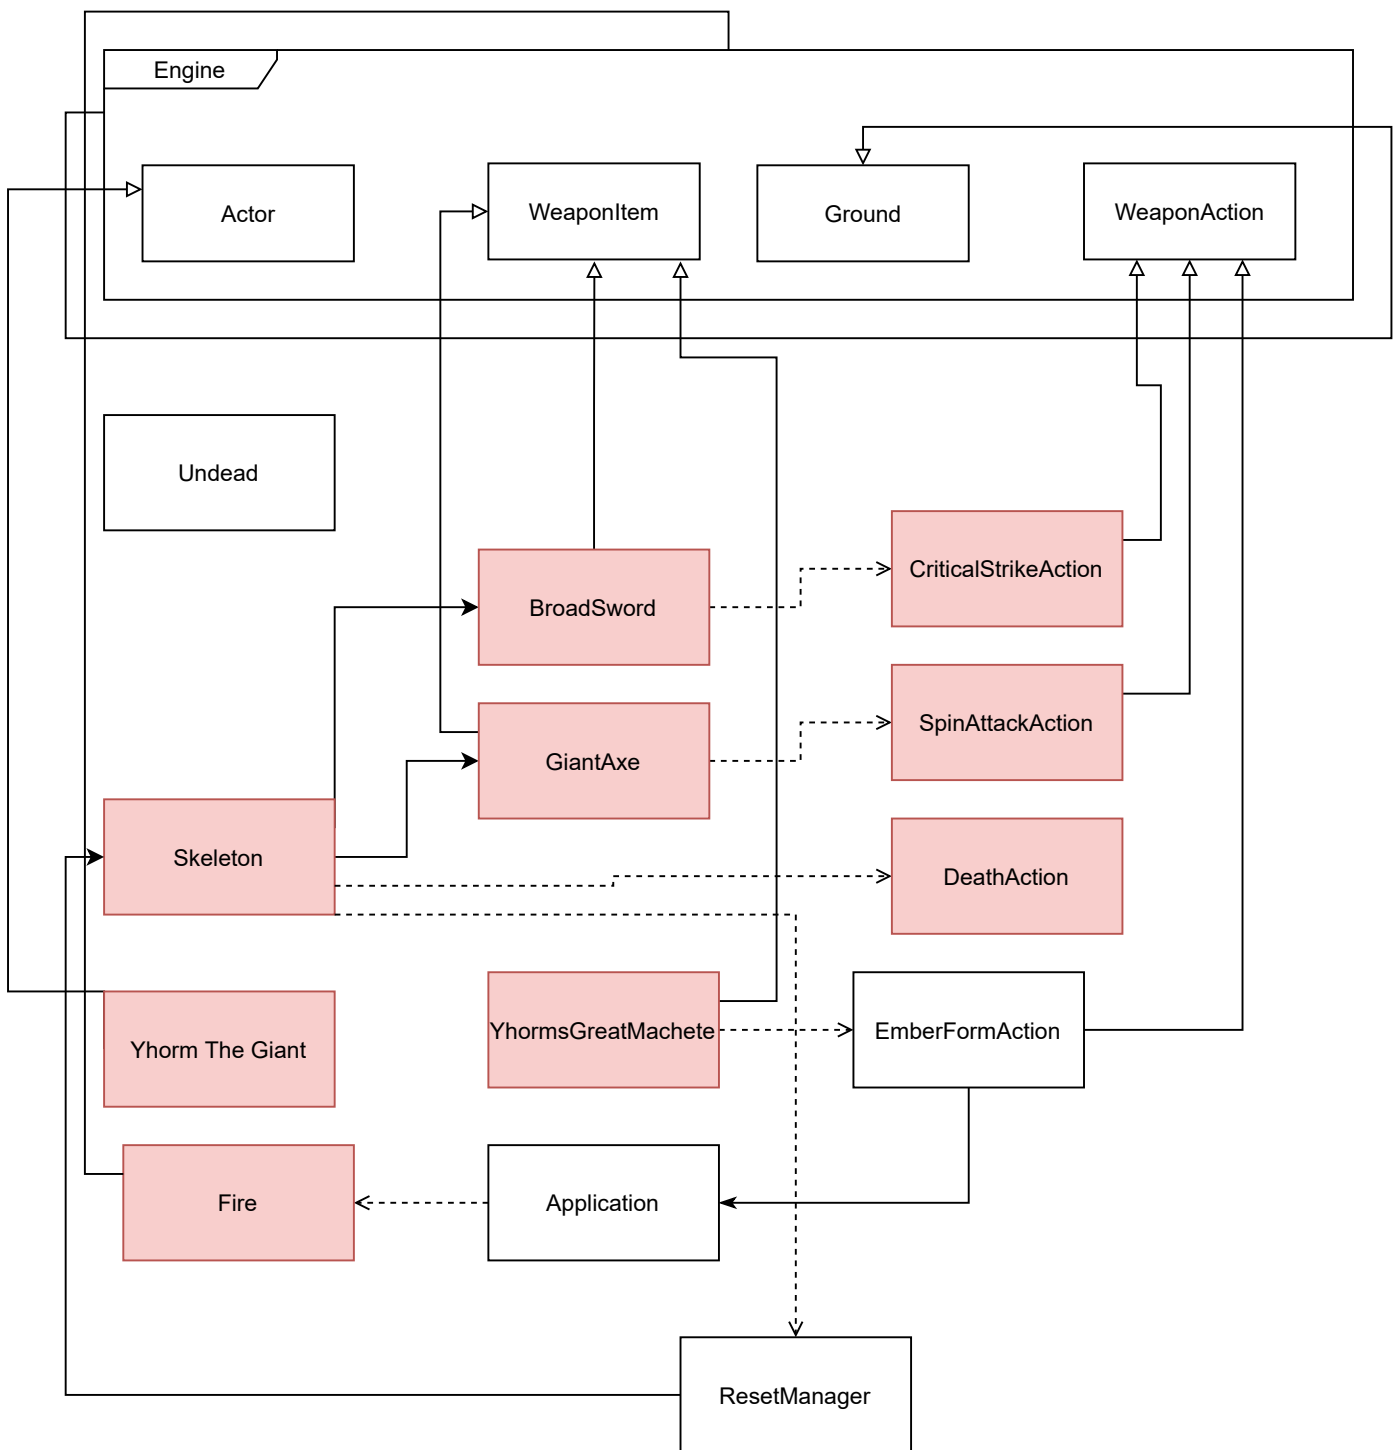 Engine
Actor
WeaponItem
Ground
WeaponAction
Undead
CriticalStrikeAction
BroadSword
SpinAttackAction
GiantAxe
Skeleton
DeathAction
YhormsGreatMachete
EmberFormAction
Yhorm The Giant
Fire
Application
ResetManager